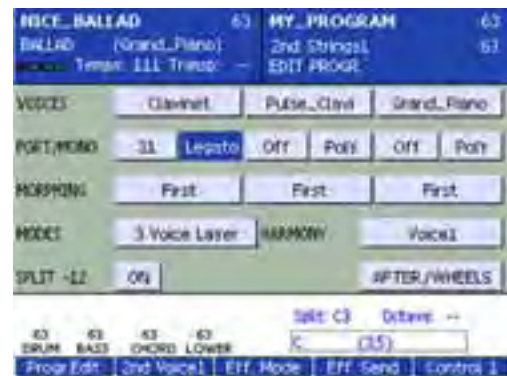 NICE_BALLAD 63 MY_PROGRAM 63
BALLAD (Grand_Piano) 2nd Strings1 63
Tempo: 111 Transp: -- EDIT PROGR.
VOICES Clavinet Pulse_Clavi Grand_Piano
PORT/MONO 31 Legato Off Poly Off Poly
MORPHING First First First
MODES 3 Voice Layer HARMONY Voice1
SPLIT -12 ON AFTER/WHEELS
Split C3 Octave --
63 63 63 63
DRUM BASS CHORD LOWER C (15)
Progr Edit 2nd Voice1 Eff Mode Eff Send Control 1